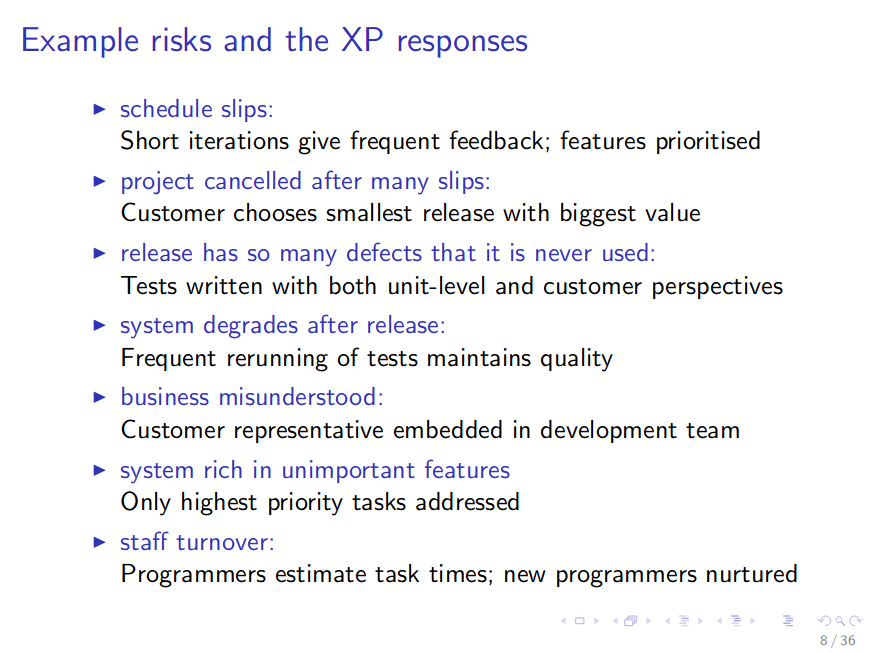 Example risks and the XP responses
schedule slips:
Short iterations give frequent feedback; features prioritised
project cancelled after many slips:
Customer chooses smallest release with biggest value
release has so many defects that it is never used:
Tests written with both unit-level and customer perspectives
system degrades after release:
Frequent rerunning of tests maintains quality
business misunderstood:
Customer representative embedded in development team
system rich in unimportant features
Only highest priority tasks addressed
staff turnover:
Programmers estimate task times; new programmers nurtured
8 / 36